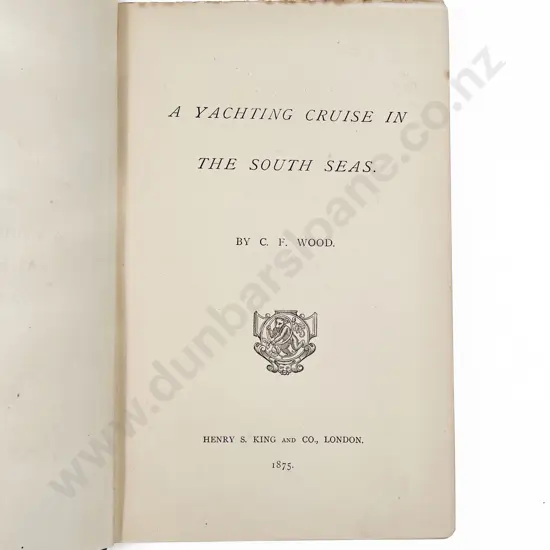 A YACHTING CRUISE IN
THE SOUTH SEAS.
BY C. F. WOOD.
HENRY S. KING AND CO., LONDON.
1875.
www.dunbarsloane.co.nz